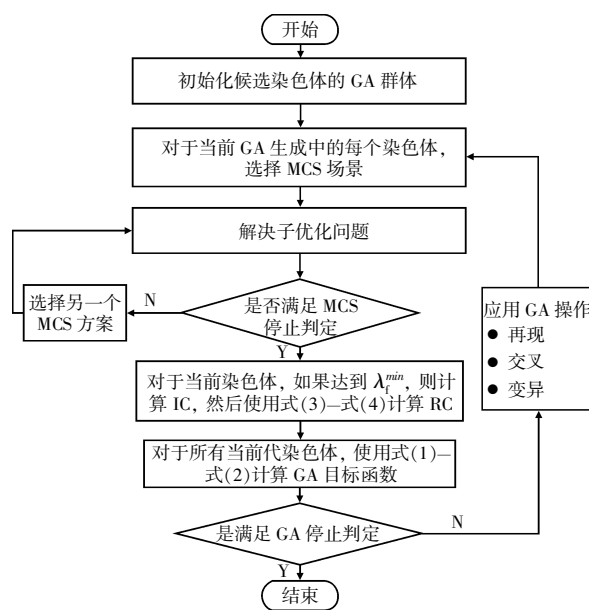 开始
初始化候选染色体的 GA 群体
对于当前 GA 生成中的每个染色体，
选择 MCS 场景
解决子优化问题
选择另一个
MCS 方案
N
是否满足 MCS
停止判定
Y
应用 GA 操作
● 再现
● 交叉
● 变异
对于当前染色体，如果达到 λ_f^min，则计
算 IC，然后使用式(3)—式(4)计算 RC
对于所有当前代染色体，使用式(1)—
式(2)计算 GA 目标函数
是满足 GA 停止判定
N
Y
结束